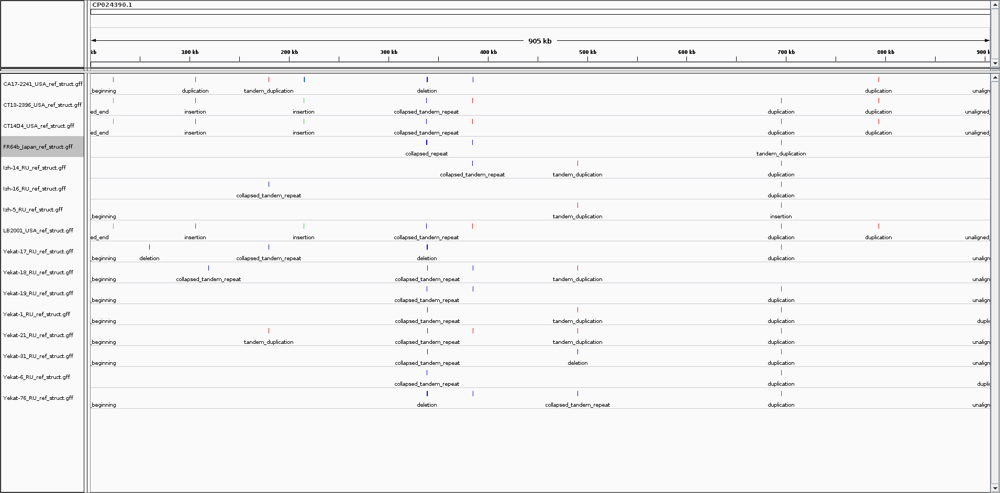 CP024390.1
905 kb
kb 100 kb 200 kb 300 kb 400 kb 500 kb 600 kb 700 kb 800 kb 900 k
CA17-2241_USA_ref_struct.gff
_beginning duplication tandem_duplication deletion duplication unalign
CT13-2396_USA_ref_struct.gff
ed_end insertion insertion collapsed_tandem_repeat duplication duplication unaligned_
CT14D4_USA_ref_struct.gff
ed_end insertion insertion collapsed_tandem_repeat duplication duplication unaligned_
FR64b_Japan_ref_struct.gff
collapsed_repeat tandem_duplication
Izh-14_RU_ref_struct.gff
collapsed_tandem_repeat tandem_duplication duplication
Izh-16_RU_ref_struct.gff
collapsed_tandem_repeat duplication
Izh-5_RU_ref_struct.gff
_beginning tandem_duplication insertion
LB2001_USA_ref_struct.gff
ed_end insertion insertion collapsed_tandem_repeat duplication duplication unaligned_
Yekat-17_RU_ref_struct.gff
_beginning deletion collapsed_tandem_repeat deletion duplication unalign
Yekat-18_RU_ref_struct.gff
_beginning collapsed_tandem_repeat collapsed_tandem_repeat tandem_duplication unalign
Yekat-19_RU_ref_struct.gff
_beginning collapsed_tandem_repeat duplication unalign
Yekat-1_RU_ref_struct.gff
_beginning collapsed_tandem_repeat tandem_duplication duplication duplic
Yekat-21_RU_ref_struct.gff
_beginning tandem_duplication collapsed_tandem_repeat tandem_duplication duplication unalign
Yekat-31_RU_ref_struct.gff
_beginning collapsed_tandem_repeat deletion duplication unalign
Yekat-6_RU_ref_struct.gff
collapsed_tandem_repeat duplication duplic
Yekat-76_RU_ref_struct.gff
_beginning deletion collapsed_tandem_repeat duplication unalign